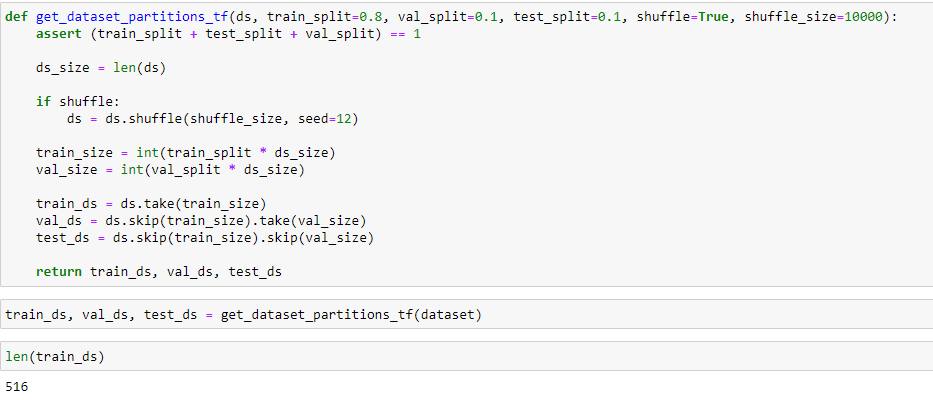 def get_dataset_partitions_tf(ds, train_split=0.8, val_split=0.1, test_split=0.1, shuffle=True, shuffle_size=10000):
    assert (train_split + test_split + val_split) == 1

    ds_size = len(ds)

    if shuffle:
        ds = ds.shuffle(shuffle_size, seed=12)

    train_size = int(train_split * ds_size)
    val_size = int(val_split * ds_size)

    train_ds = ds.take(train_size)
    val_ds = ds.skip(train_size).take(val_size)
    test_ds = ds.skip(train_size).skip(val_size)

    return train_ds, val_ds, test_ds

train_ds, val_ds, test_ds = get_dataset_partitions_tf(dataset)

len(train_ds)

516